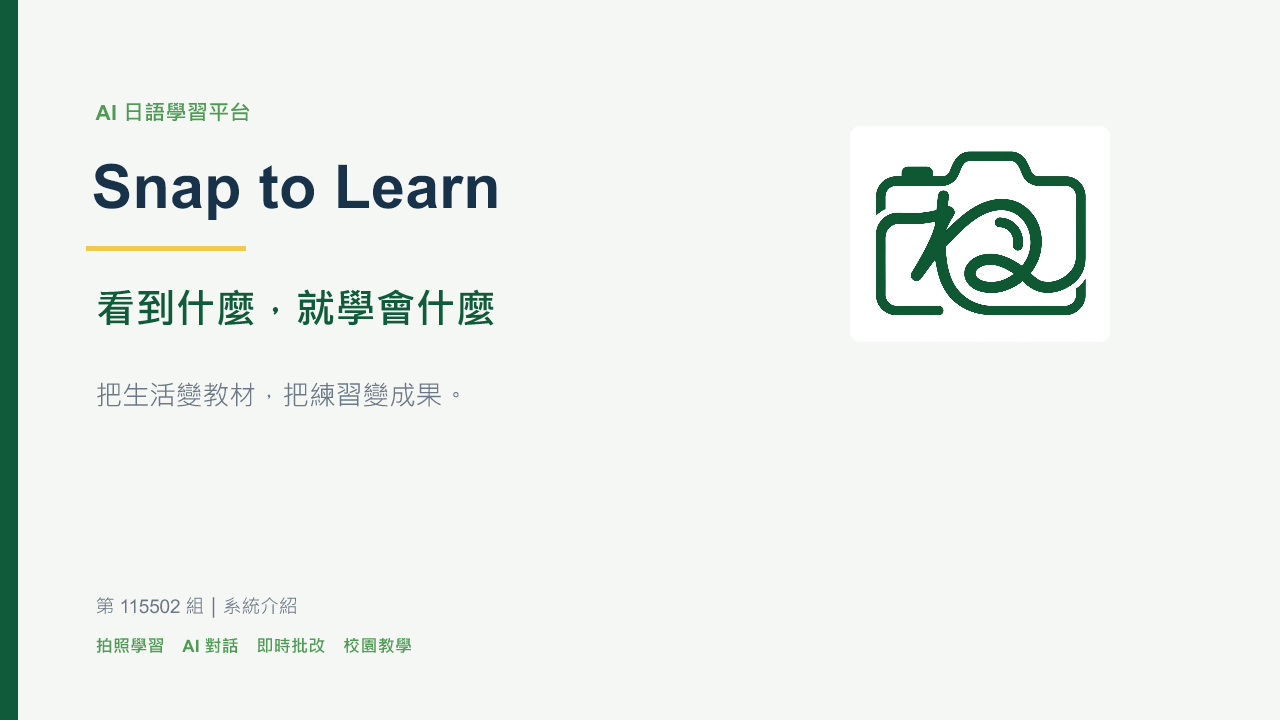 AI 日語學習平台
Snap to Learn
看到什麼，就學會什麼
把生活變教材，把練習變成果。
第 115502 組｜系統介紹
拍照學習　AI 對話　即時批改　校園教學